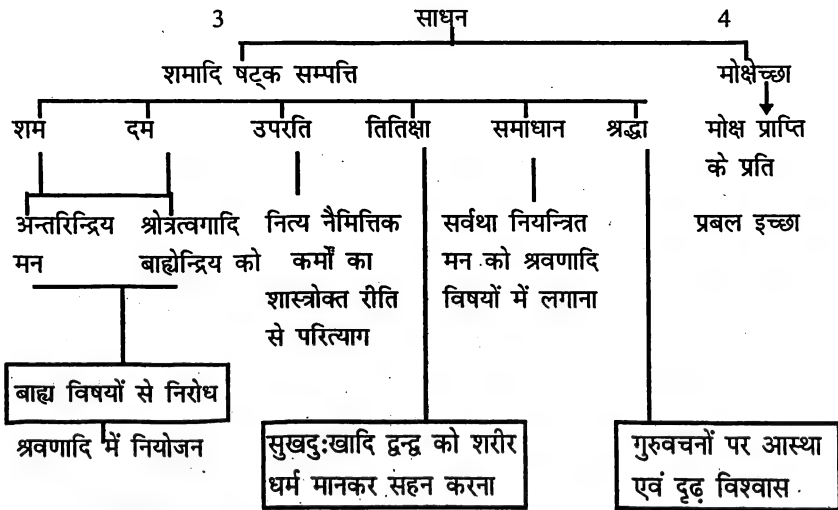 3 साधन 4
शमादि षट्क सम्पत्ति मोक्षेच्छा
शम दम उपरति तितिक्षा समाधान श्रद्धा मोक्ष प्राप्ति
के प्रति
अन्तरिन्द्रिय श्रोत्रत्वगादि नित्य नैमित्तिक सर्वथा नियन्त्रित प्रबल इच्छा
मन बाह्येन्द्रिय को कर्मों का मन को श्रवणादि
शास्त्रोक्त रीति विषयों में लगाना
से परित्याग
बाह्य विषयों से निरोध
श्रवणादि में नियोजन सुखदुःखादि द्वन्द्व को शरीर गुरुवचनों पर आस्था
धर्म मानकर सहन करना एवं दृढ़ विश्वास